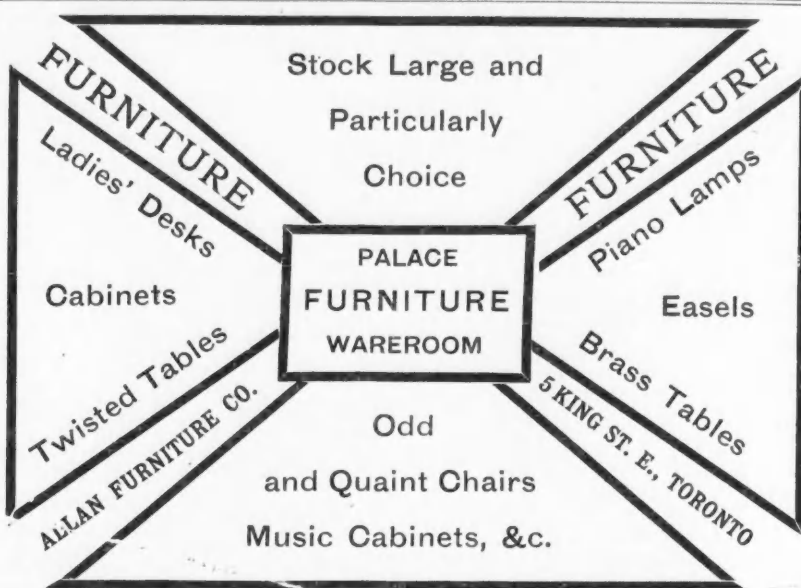 FURNITURE
Stock Large and
Particularly
Choice
FURNITURE
Ladies' Desks
Cabinets
Twisted Tables
PALACE
FURNITURE
WAREROOM
Piano Lamps
Easels
Brass Tables
ALLAN FURNITURE CO.
Odd
and Quaint Chairs
Music Cabinets, &c.
5 KING ST. E., TORONTO